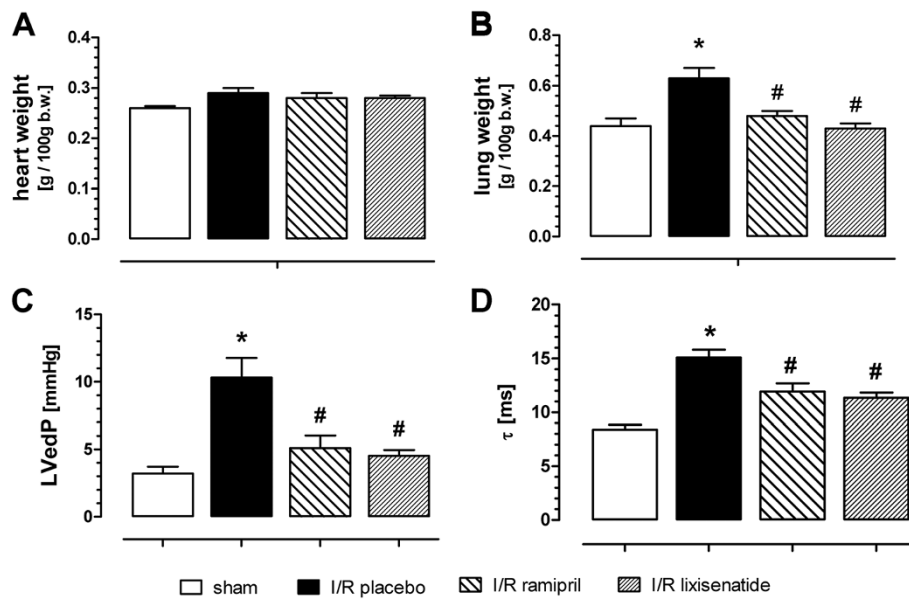 A
heart weight
[g / 100g b.w.]
0.4
0.3
0.2
0.1
0.0
B
lung weight
[g / 100g b.w.]
0.8
0.6
0.4
0.2
0.0
*
#
#
C
LVedP [mmHg]
15
10
5
0
*
#
#
D
τ [ms]
20
15
10
5
0
*
#
#
sham
I/R placebo
I/R ramipril
I/R lixisenatide